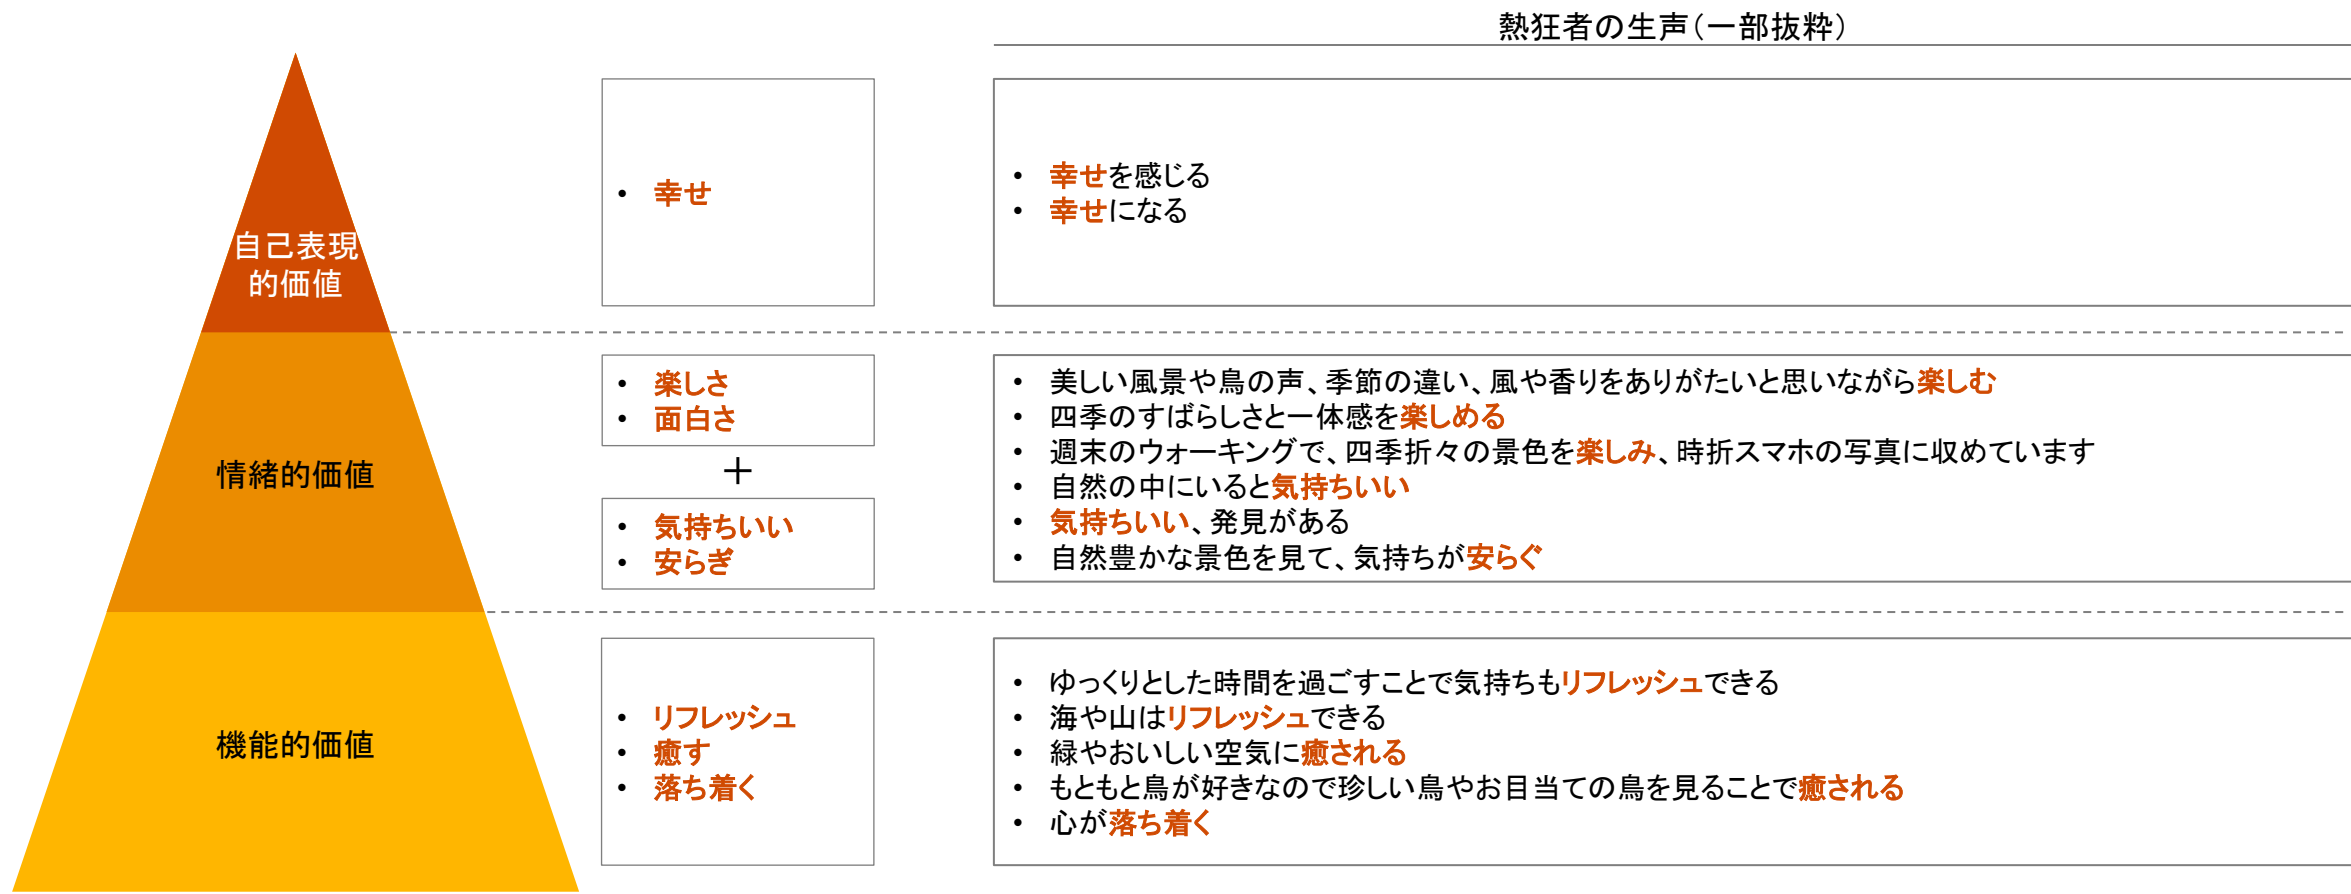 熱狂者の生声（一部抜粋）
自己表現
的価値
• 幸せ
• 幸せを感じる
• 幸せになる
情緒的価値
• 楽しさ
• 面白さ
＋
• 気持ちいい
• 安らぎ
• 美しい風景や鳥の声、季節の違い、風や香りをありがたいと思いながら楽しむ
• 四季のすばらしさと一体感を楽しめる
• 週末のウォーキングで、四季折々の景色を楽しみ、時折スマホの写真に収めています
• 自然の中にいると気持ちいい
• 気持ちいい、発見がある
• 自然豊かな景色を見て、気持ちが安らぐ
機能的価値
• リフレッシュ
• 癒す
• 落ち着く
• ゆっくりとした時間を過ごすことで気持ちもリフレッシュできる
• 海や山はリフレッシュできる
• 緑やおいしい空気に癒される
• もともと鳥が好きなので珍しい鳥やお目当ての鳥を見ることで癒される
• 心が落ち着く